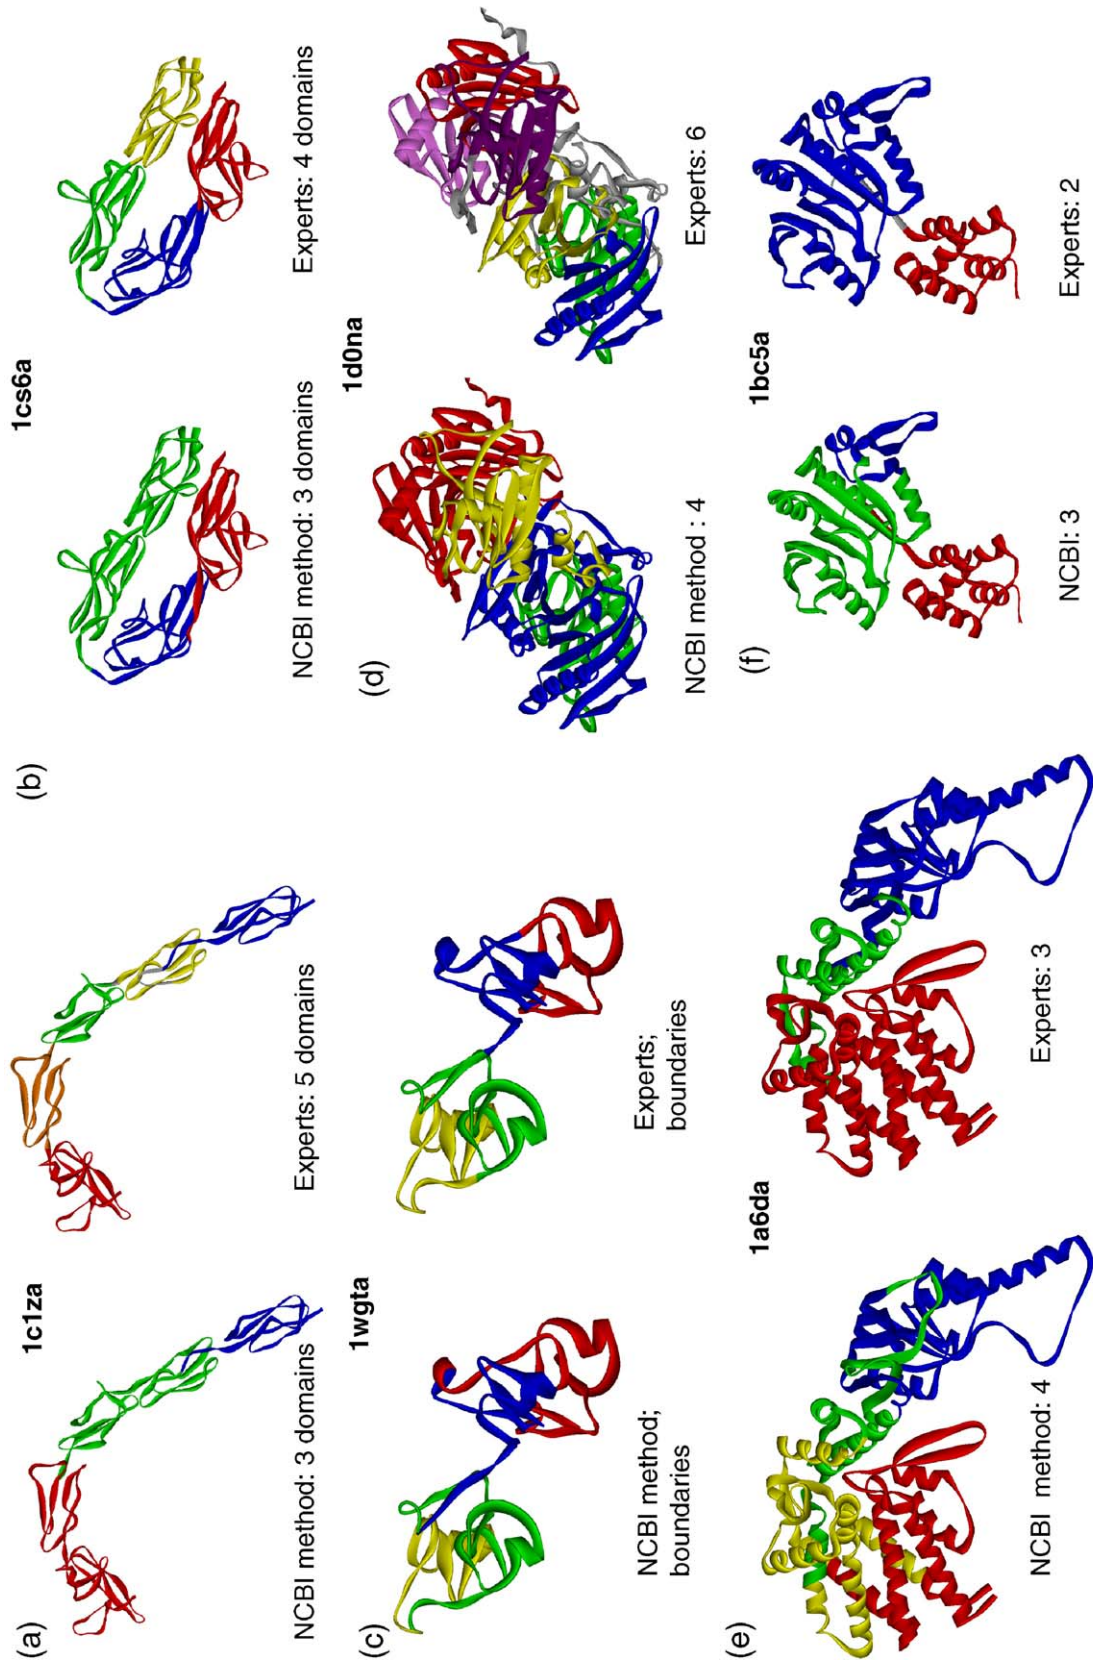 (a)
1c1za
NCBI method: 3 domains
Experts: 5 domains
(b)
1cs6a
NCBI method: 3 domains
Experts: 4 domains
(c)
1wgta
NCBI method;
boundaries
Experts;
boundaries
(d)
1d0na
NCBI method : 4
Experts: 6
(e)
1a6da
NCBI method: 4
Experts: 3
(f)
1bc5a
NCBI: 3
Experts: 2